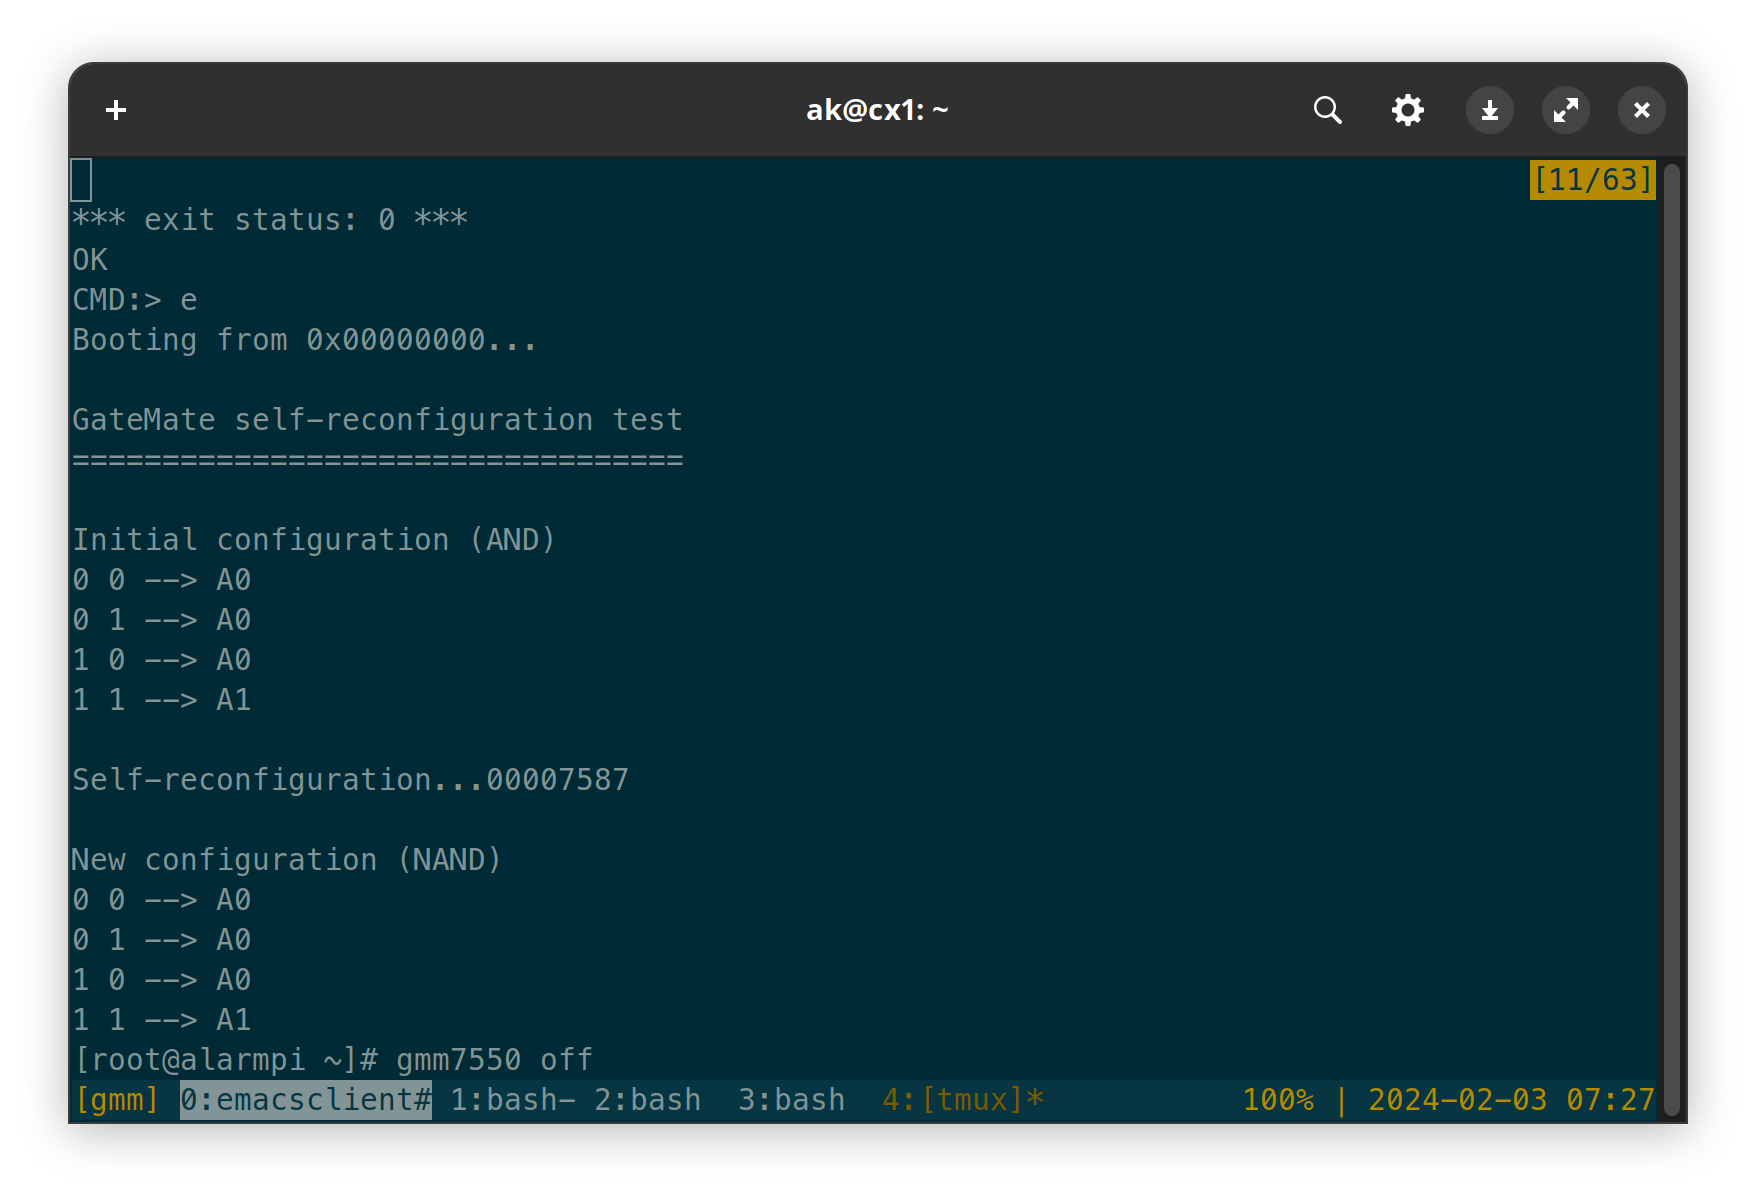 ak@cx1: ~
[11/63]
*** exit status: 0 ***
OK
CMD:> e
Booting from 0x00000000...
GateMate self-reconfiguration test
==================================
Initial configuration (AND)
0 0 --> A0
0 1 --> A0
1 0 --> A0
1 1 --> A1
Self-reconfiguration...00007587
New configuration (NAND)
0 0 --> A0
0 1 --> A0
1 0 --> A0
1 1 --> A1
[root@alarmpi ~]# gmm7550 off
[gmm] 0:emacsclient# 1:bash- 2:bash  3:bash  4:[tmux]* 100% | 2024-02-03 07:27